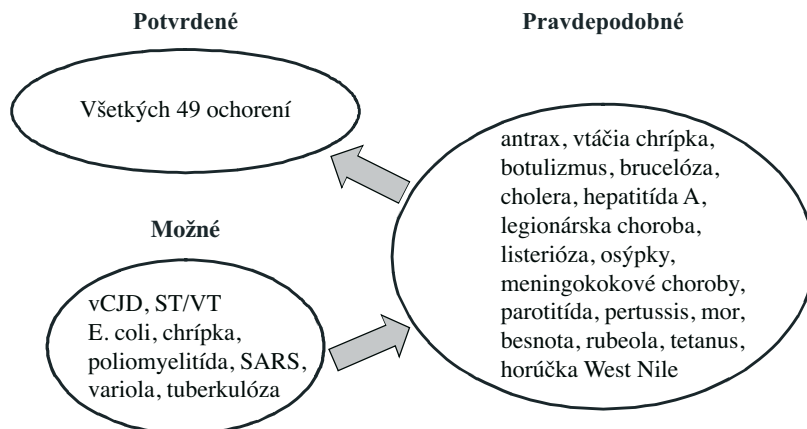 Potvrdené
Pravdepodobné
Všetkých 49 ochorení
antrax, vtáčia chrípka,
botulizmus, brucelóza,
cholera, hepatitída A,
legionárska choroba,
listerióza, osýpky,
meningokokové choroby,
parotitída, pertussis, mor,
besnota, rubeola, tetanus,
horúčka West Nile
Možné
vCJD, ST/VT
E. coli, chrípka,
poliomyelitída, SARS,
variola, tuberkulóza